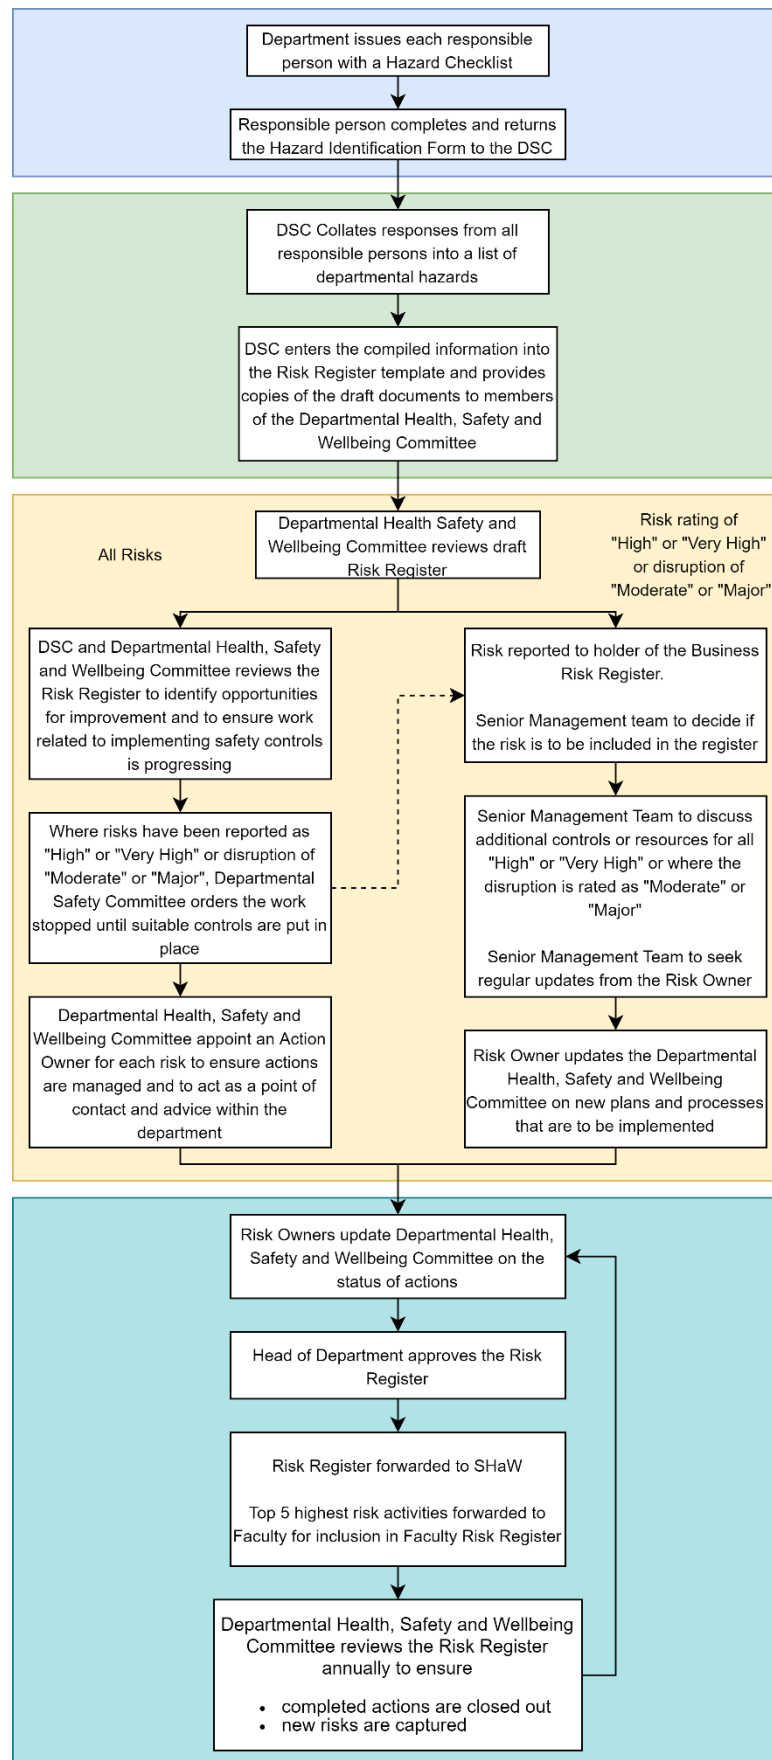 Department issues each responsible
person with a Hazard Checklist
Responsible person completes and returns
the Hazard Identification Form to the DSC
DSC Collates responses from all
responsible persons into a list of
departmental hazards
DSC enters the compiled information into
the Risk Register template and provides
copies of the draft documents to members
of the Departmental Health, Safety and
Wellbeing Committee
All Risks
Departmental Health Safety and
Wellbeing Committee reviews draft
Risk Register
Risk rating of
"High" or "Very High"
or disruption of
"Moderate" or "Major"
DSC and Departmental Health, Safety
and Wellbeing Committee reviews the
Risk Register to identify opportunities
for improvement and to ensure work
related to implementing safety controls
is progressing
Risk reported to holder of the Business
Risk Register.
Senior Management team to decide if
the risk is to be included in the register
Where risks have been reported as
"High" or "Very High" or disruption of
"Moderate" or "Major", Departmental
Safety Committee orders the work
stopped until suitable controls are put in
place
Senior Management Team to discuss
additional controls or resources for all
"High" or "Very High" or where the
disruption is rated as "Moderate" or
"Major"
Senior Management Team to seek
regular updates from the Risk Owner
Departmental Health, Safety and
Wellbeing Committee appoint an Action
Owner for each risk to ensure actions
are managed and to act as a point of
contact and advice within the
department
Risk Owner updates the Departmental
Health, Safety and Wellbeing
Committee on new plans and processes
that are to be implemented
Risk Owners update Departmental Health,
Safety and Wellbeing Committee on the
status of actions
Head of Department approves the Risk
Register
Risk Register forwarded to SHaW
Top 5 highest risk activities forwarded to
Faculty for inclusion in Faculty Risk Register
Departmental Health, Safety and Wellbeing
Committee reviews the Risk Register
annually to ensure
• completed actions are closed out
• new risks are captured